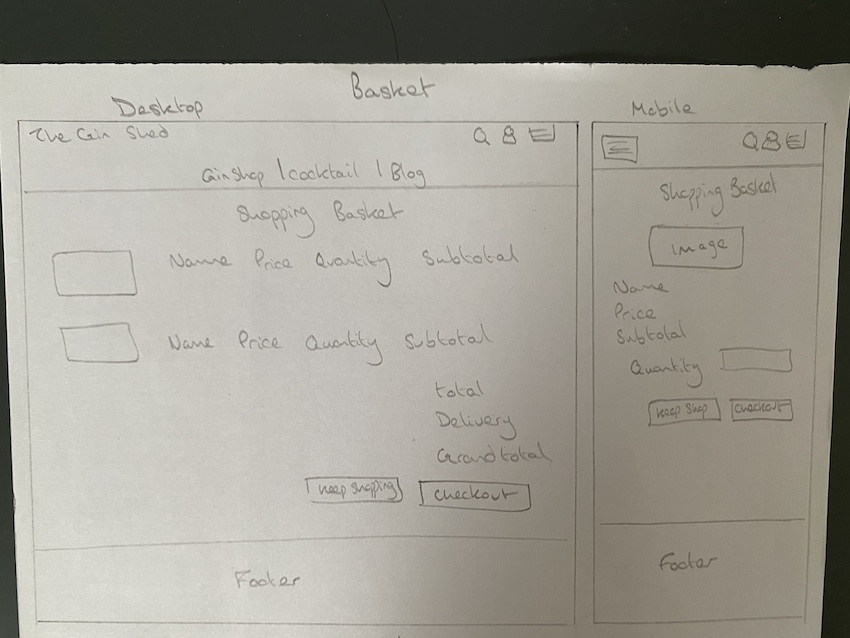 Basket
Desktop
The Gin Shed
Ginshop | Cocktail | Blog
Shopping Basket
Name Price Quantity Subtotal
Name Price Quantity Subtotal
total
Delivery
Grand total
Keep Shopping Checkout
Footer
Mobile
Shopping Basket
Image
Name
Price
Subtotal
Quantity
Keep Shop Checkout
Footer